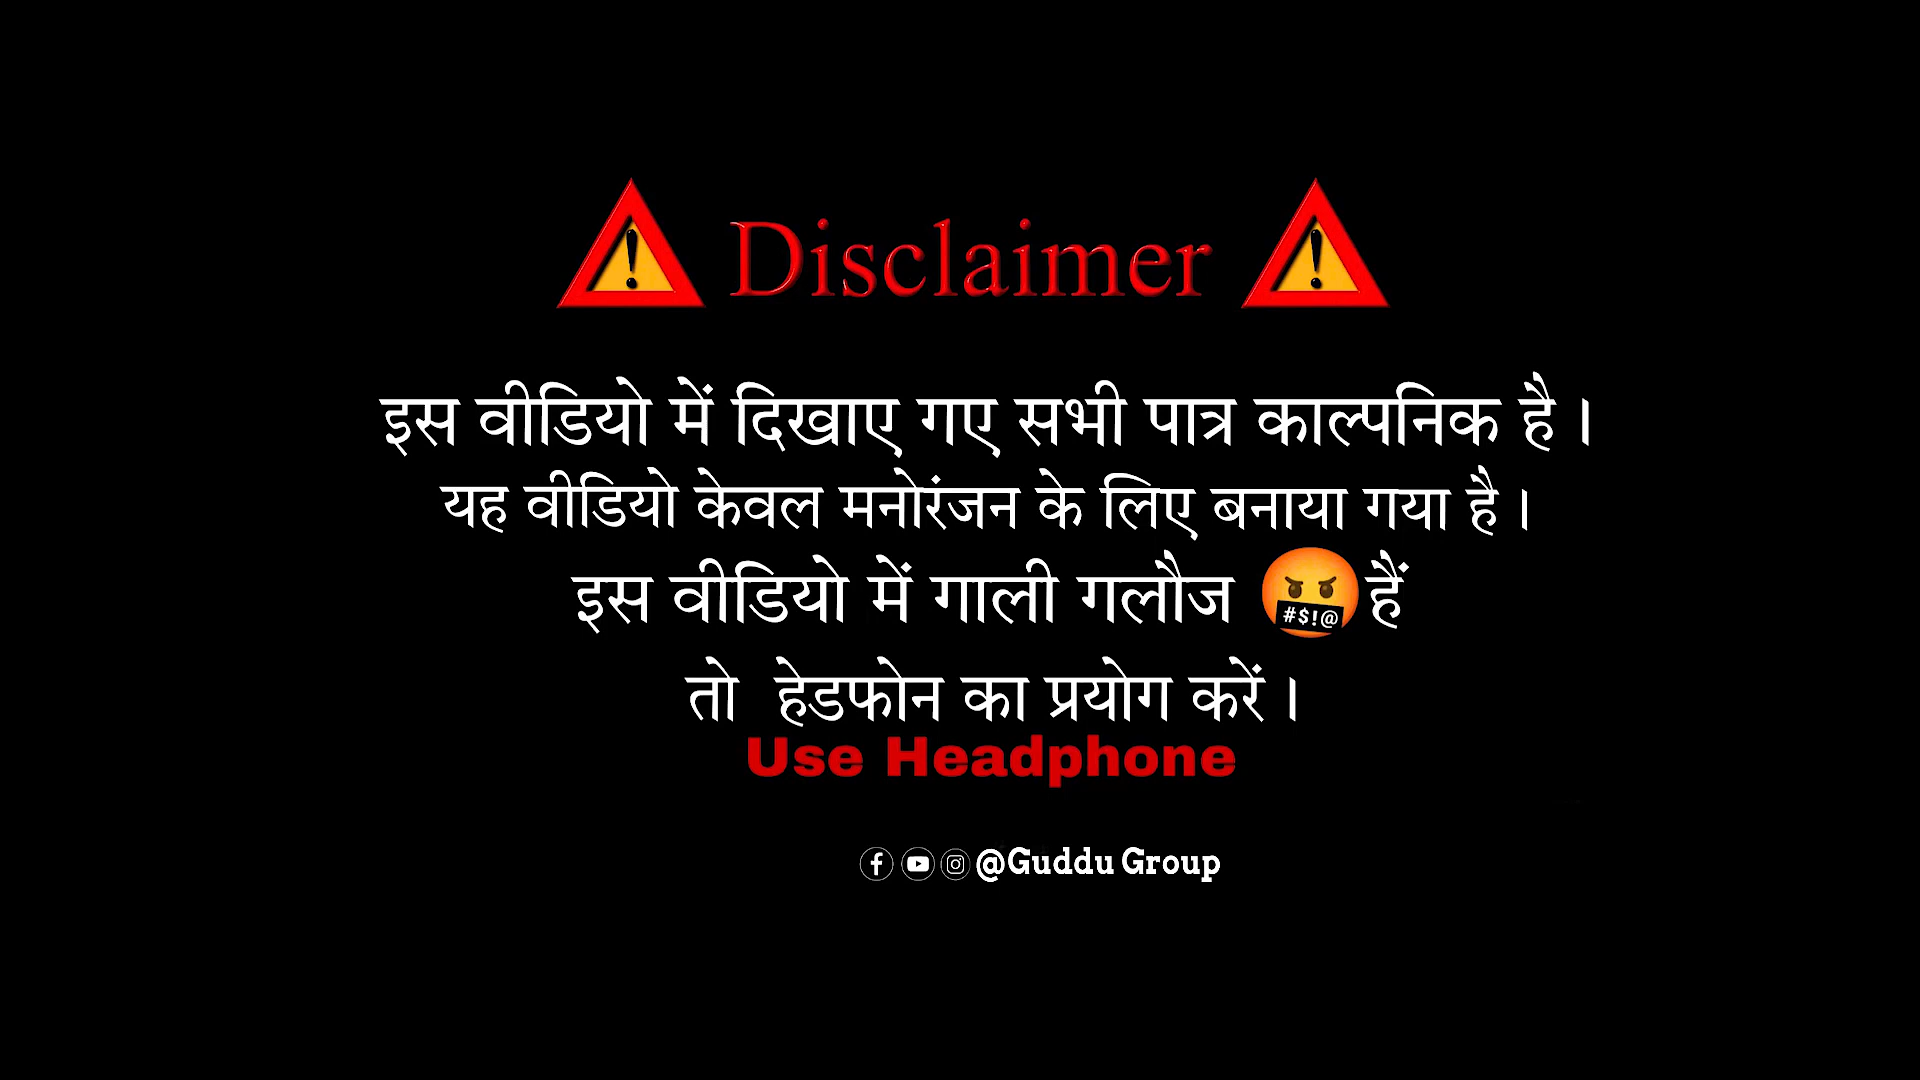 Disclaimer
इस वीडियो में दिखाए गए सभी पात्र काल्पनिक है।
यह वीडियो केवल मनोरंजन के लिए बनाया गया है।
इस वीडियो में गाली गलौज #$!@ हैं
तो हेडफोन का प्रयोग करें।
Use Headphone
@Guddu Group